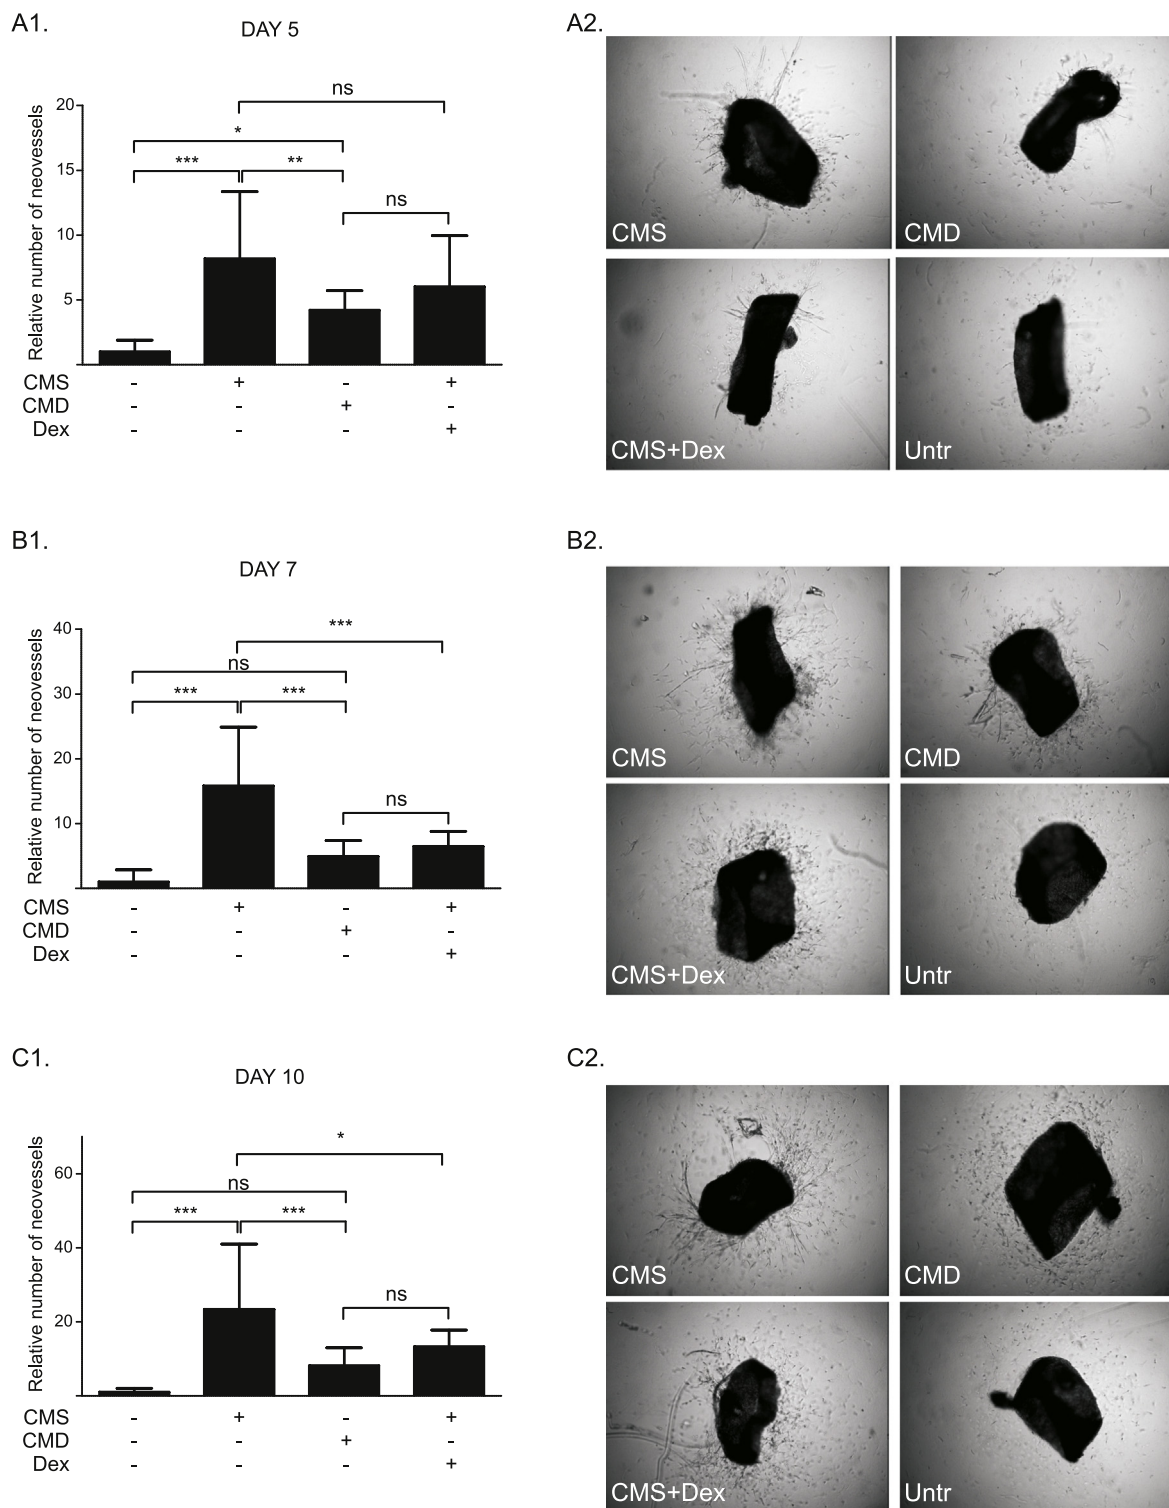 A1.
DAY 5
Relative number of neovessels
20
15
10
5
ns
*
***
**
ns
CMS - + - +
CMD - - + -
Dex - - - +
A2.
CMS
CMD
CMS+Dex
Untr
B1.
DAY 7
Relative number of neovessels
40
30
20
10
***
ns
***
***
ns
CMS - + - +
CMD - - + -
Dex - - - +
B2.
CMS
CMD
CMS+Dex
Untr
C1.
DAY 10
Relative number of neovessels
60
40
20
*
ns
***
***
ns
CMS - + - +
CMD - - + -
Dex - - - +
C2.
CMS
CMD
CMS+Dex
Untr